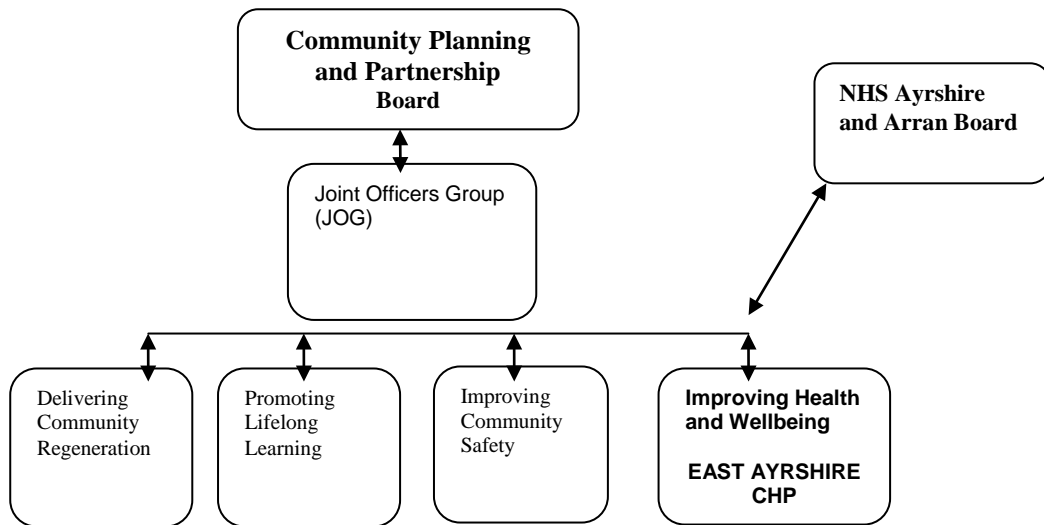 Community Planning
and Partnership
Board
NHS Ayrshire
and Arran Board
Joint Officers Group
(JOG)
Delivering
Community
Regeneration
Promoting
Lifelong
Learning
Improving
Community
Safety
Improving Health
and Wellbeing
EAST AYRSHIRE
CHP